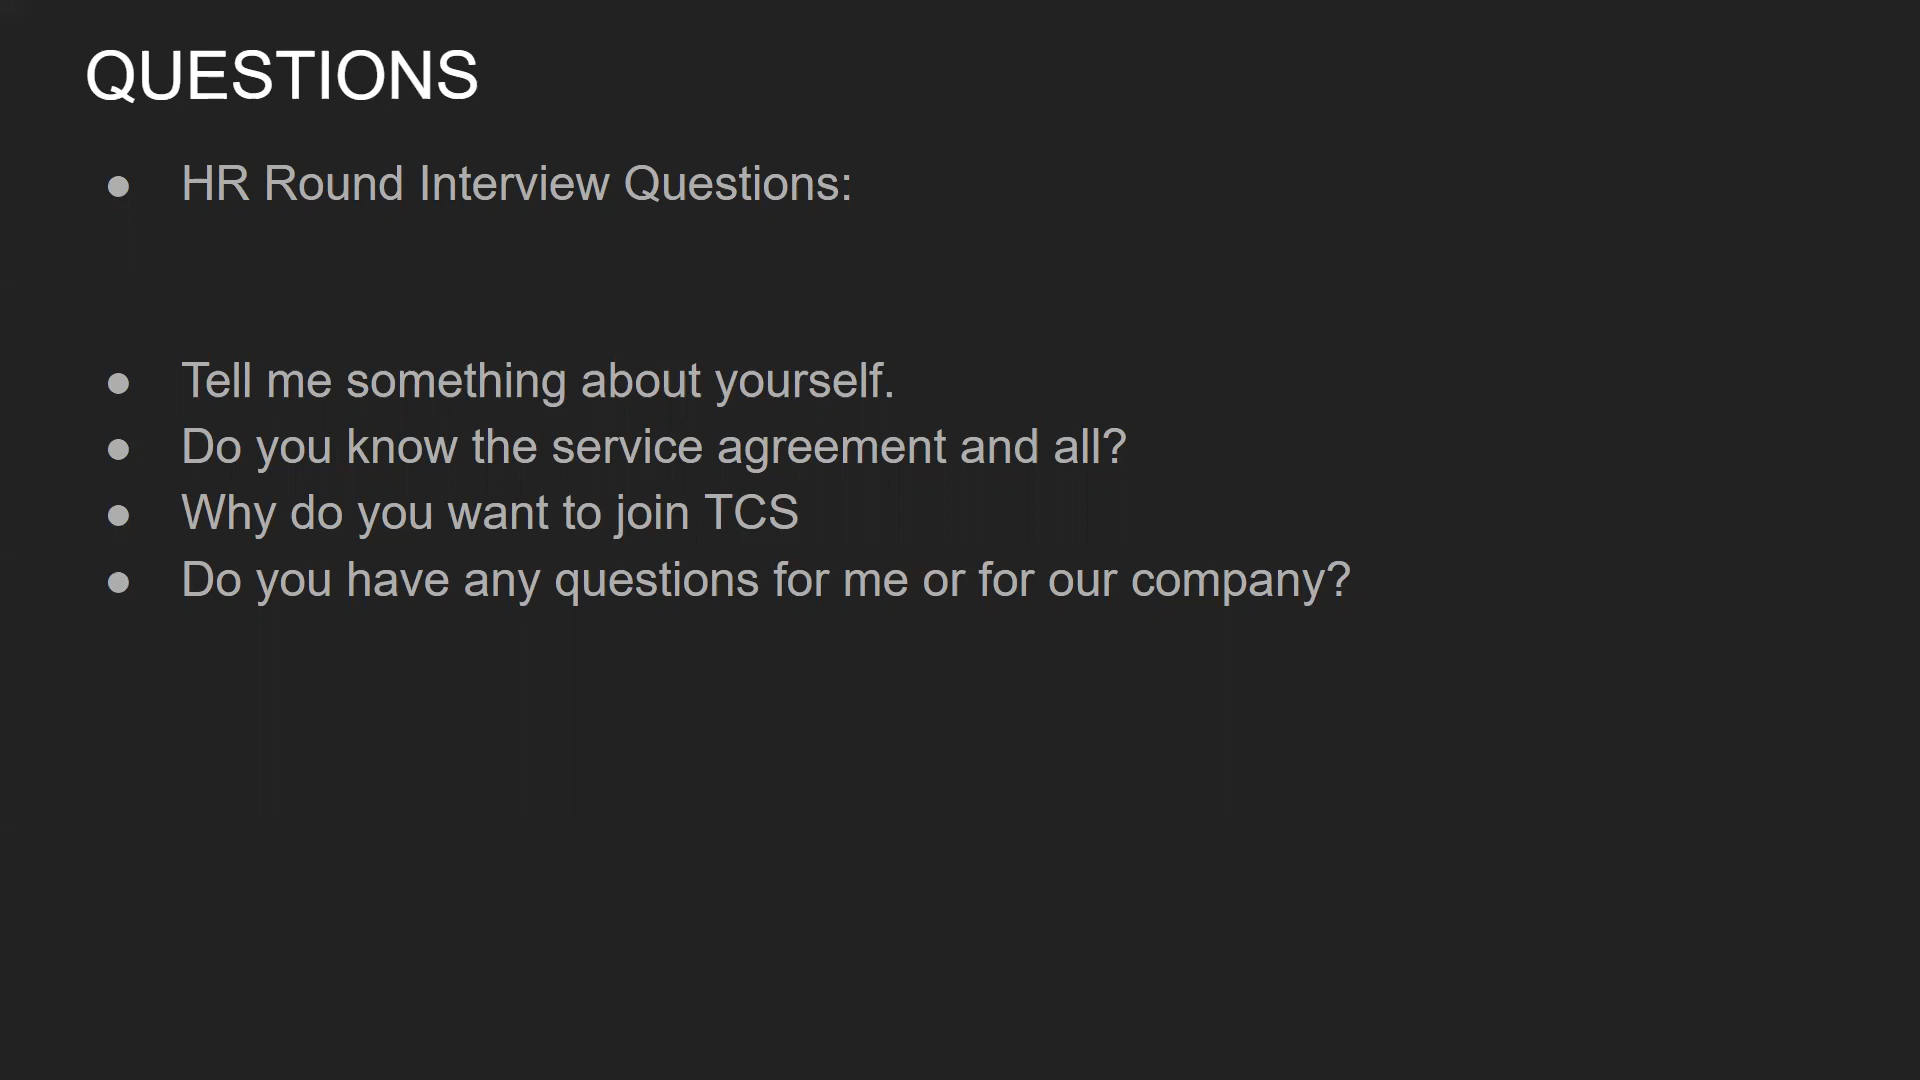 QUESTIONS
● HR Round Interview Questions:
● Tell me something about yourself.
● Do you know the service agreement and all?
● Why do you want to join TCS
● Do you have any questions for me or for our company?